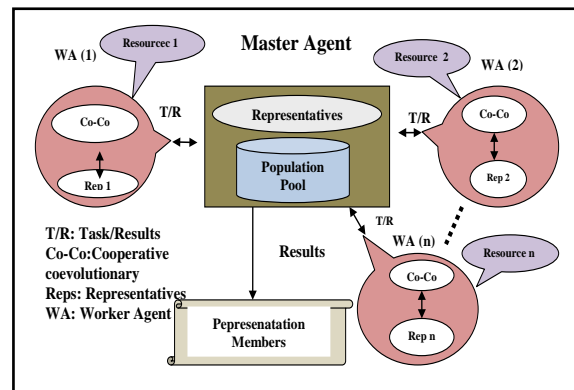 Resourcec 1
WA (1)
Master Agent
Resource 2
WA (2)
Co-Co
T/R
Rep 1
Representatives
Population
Pool
T/R
Co-Co
Rep 2
T/R: Task/Results
Co-Co:Cooperative
coevolutionary
Reps: Representatives
WA: Worker Agent
Results
T/R
WA (n)
Resource n
Co-Co
Rep n
Pepresenatation
Members